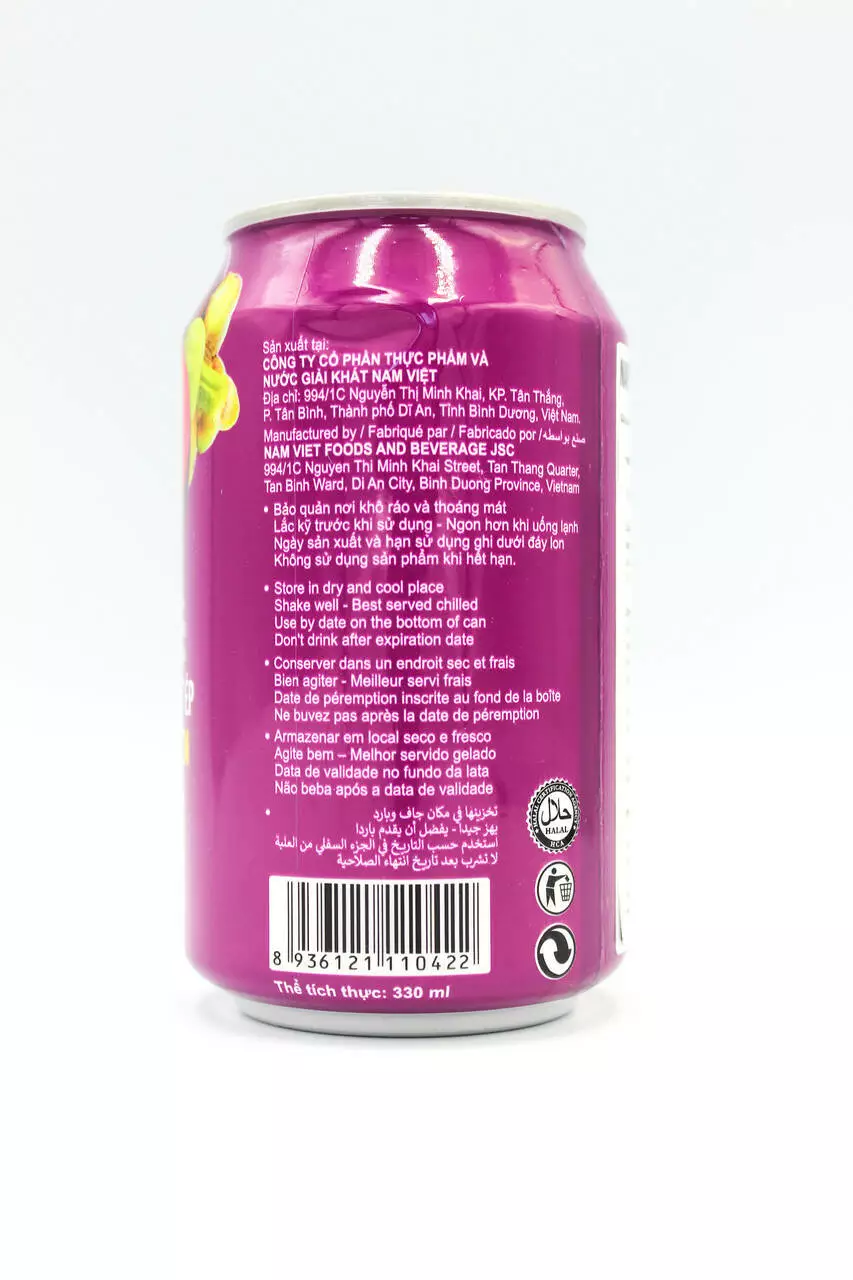 Sản xuất tại:
CÔNG TY CỔ PHẦN THỰC PHẨM VÀ
NƯỚC GIẢI KHÁT NAM VIỆT
Địa chỉ: 994/1C Nguyễn Thị Minh Khai, KP. Tân Thắng,
P. Tân Bình, Thành phố Dĩ An, Tỉnh Bình Dương, Việt Nam.
Manufactured by / Fabriqué par / Fabricado por / صنع بواسطه
NAM VIET FOODS AND BEVERAGE JSC
994/1C Nguyen Thi Minh Khai Street, Tan Thang Quarter,
Tan Binh Ward, Di An City, Binh Duong Province, Vietnam
• Bảo quản nơi khô ráo và thoáng mát
Lắc kỹ trước khi sử dụng - Ngon hơn khi uống lạnh
Ngày sản xuất và hạn sử dụng ghi dưới đáy lon
Không sử dụng sản phẩm khi hết hạn.
• Store in dry and cool place
Shake well - Best served chilled
Use by date on the bottom of can
Don't drink after expiration date
• Conserver dans un endroit sec et frais
Bien agiter - Meilleur servi frais
Date de péremption inscrite au fond de la boîte
Ne buvez pas après la date de péremption
• Armazenar em local seco e fresco
Agite bem – Melhor servido gelado
Data de validade no fundo da lata
Não beba após a data de validade
• تخزينها في مكان جاف وبارد
يهز جيداً - يفضل أن يقدم باردا
استخدم حسب التاريخ في الجزء السفلي من العلبة
لا تشرب بعد تاريخ انتهاء الصلاحية
HALAL CERTIFICATION AGENCY
حلال
HALAL
HCA
8 936121 110422
Thể tích thực: 330 ml
ÉP